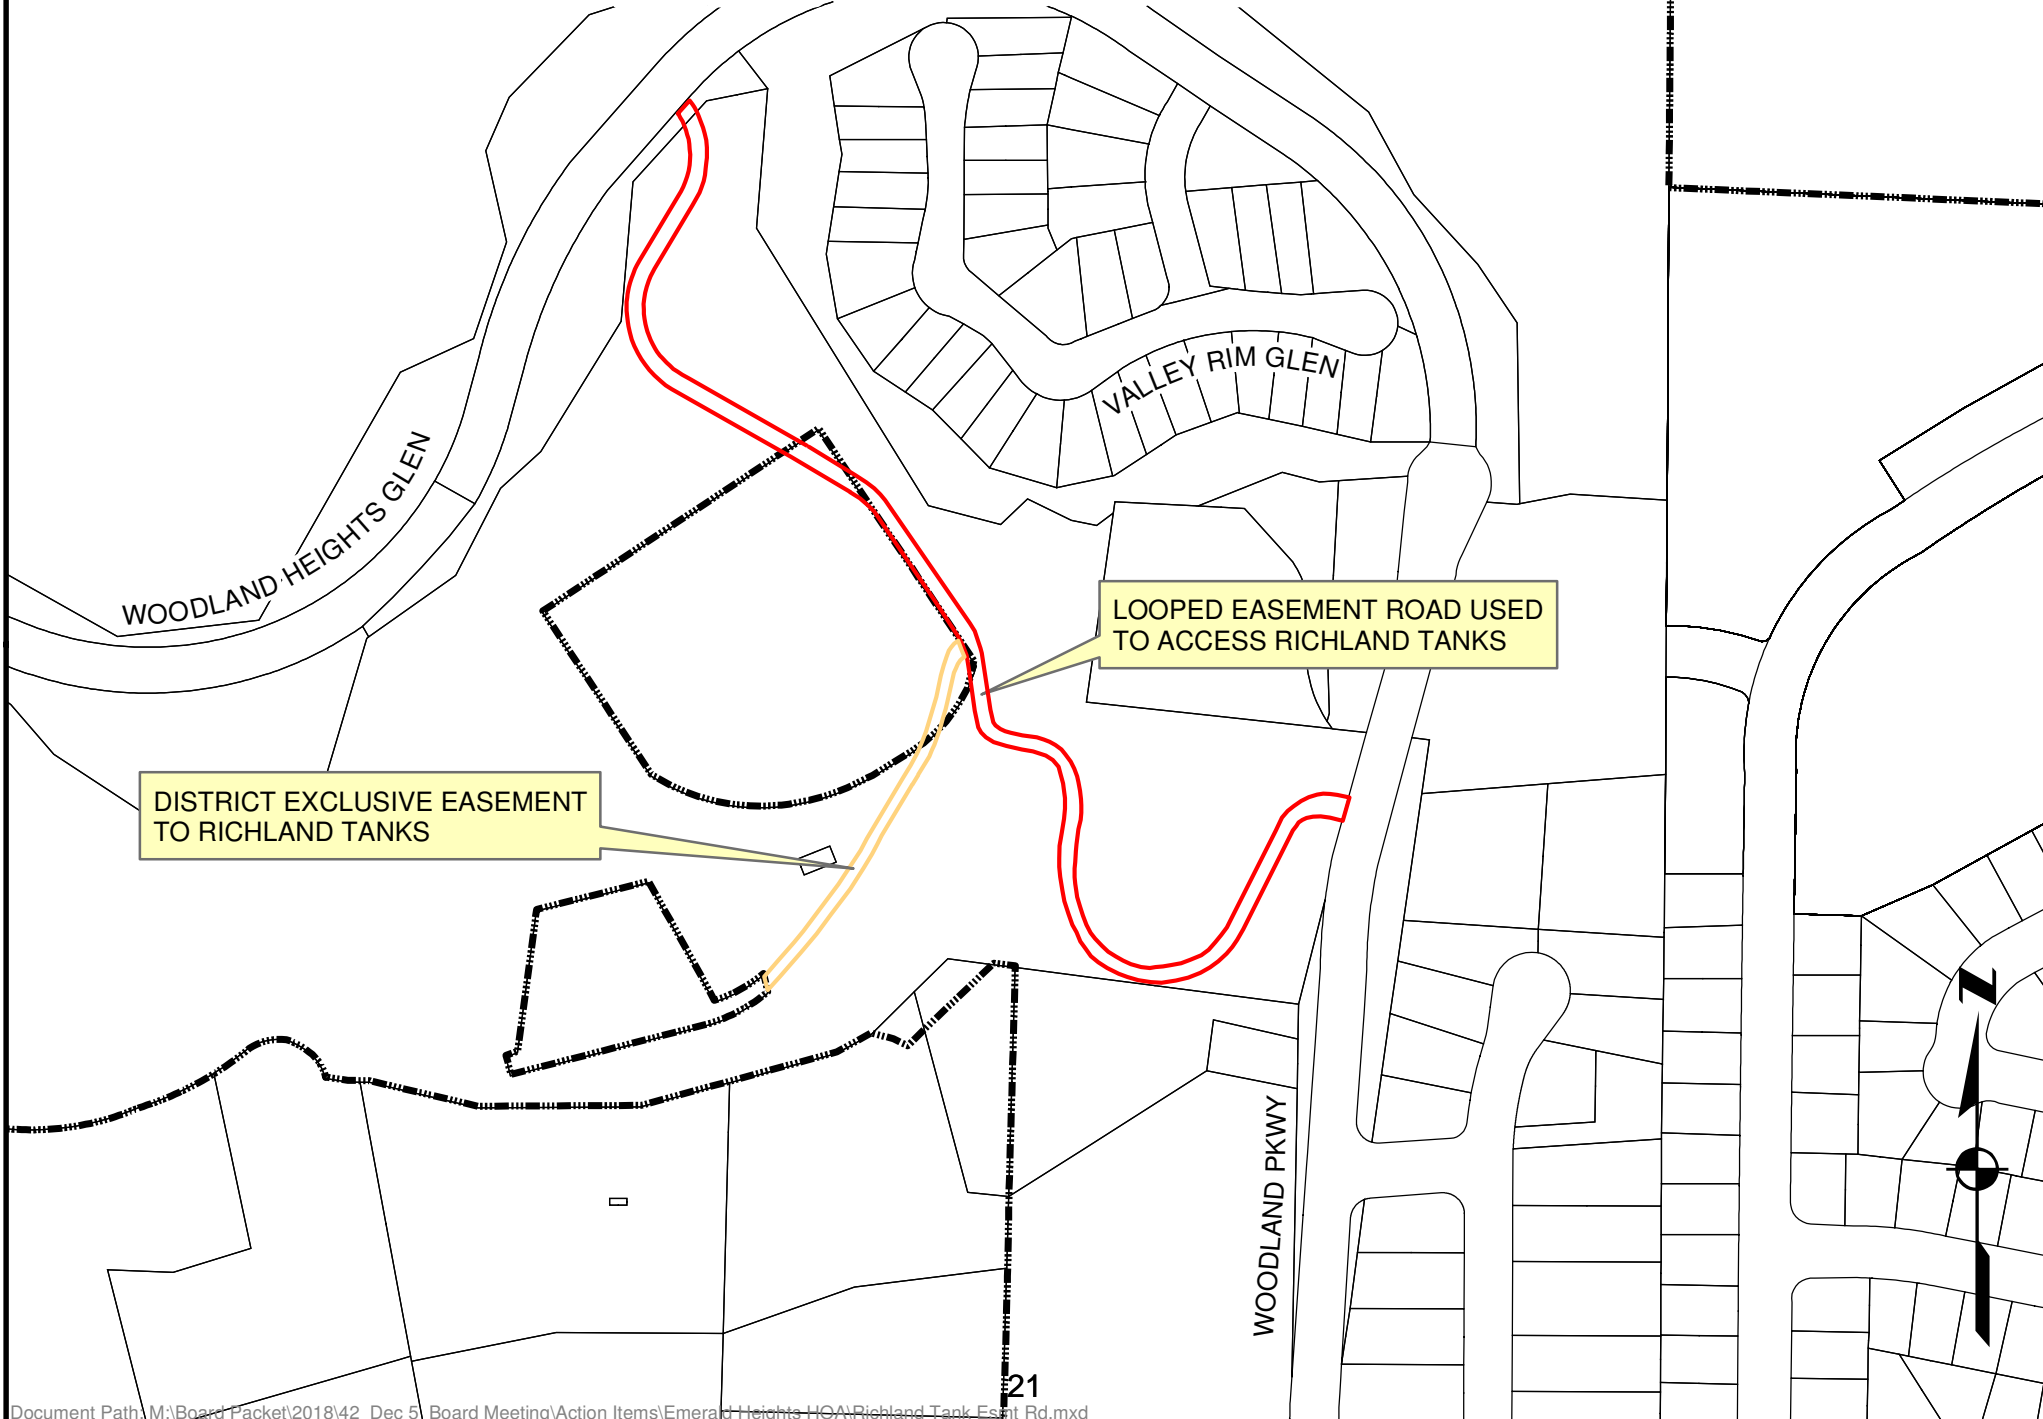 VALLEY RIM GLEN
WOODLAND HEIGHTS GLEN
LOOPED EASEMENT ROAD USED
TO ACCESS RICHLAND TANKS
DISTRICT EXCLUSIVE EASEMENT
TO RICHLAND TANKS
Z
WOODLAND PKWY
21
Document Path: M:\Board Packet\2018\42_Dec 5, Board Meeting\Action Items\Emerald Heights HOA\Richland Tank Esmt Rd.mxd